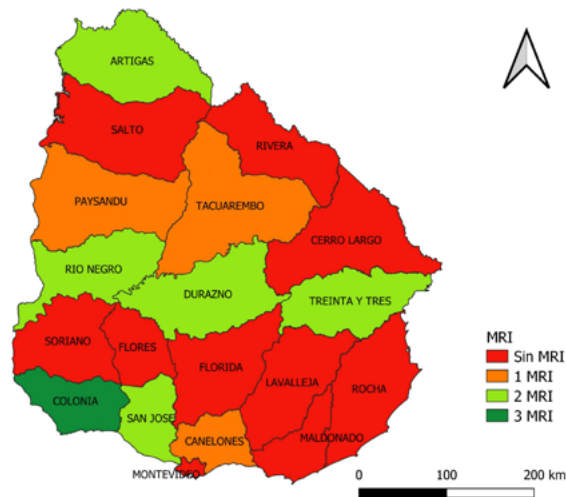 ARTIGAS
SALTO
RIVERA
PAYSANDU
TACUAREMBO
CERRO LARGO
RIO NEGRO
DURAZNO
TREINTA Y TRES
SORIANO
FLORES
FLORIDA
LAVALLEJA
ROCHA
COLONIA
SAN JOSE
CANELONES
MALDONADO
MONTEVIDEO
MRI
Sin MRI
1 MRI
2 MRI
3 MRI
0 100 200 km